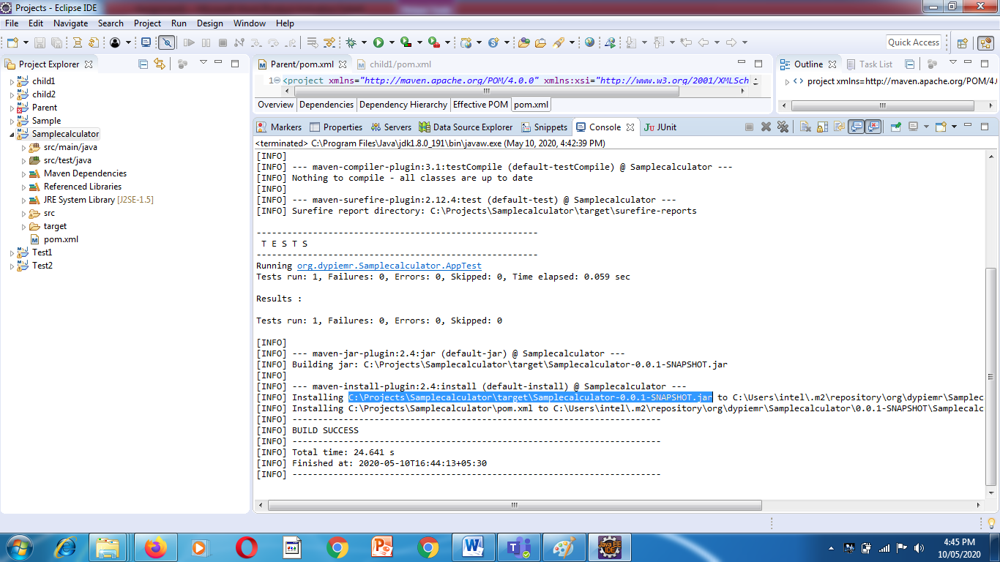 Projects - Eclipse IDE
File Edit Navigate Search Project Run Design Window Help
Quick Access
Project Explorer
child1
child2
Parent
Sample
Samplecalculator
src/main/java
src/test/java
Maven Dependencies
Referenced Libraries
JRE System Library [J2SE-1.5]
src
target
pom.xml
Test1
Test2
Parent/pom.xml child1/pom.xml
1 <project xmlns="http://maven.apache.org/POM/4.0.0" xmlns:xsi="http://www.w3.org/2001/XMLSch
Overview Dependencies Dependency Hierarchy Effective POM pom.xml
Outline Task List
project xmlns=http://maven.apache.org/POM/4.0
Markers Properties Servers Data Source Explorer Snippets Console JUnit
<terminated> C:\Program Files\Java\jdk1.8.0_191\bin\javaw.exe (May 10, 2020, 4:42:39 PM)
[INFO]
[INFO] --- maven-compiler-plugin:3.1:testCompile (default-testCompile) @ Samplecalculator ---
[INFO] Nothing to compile - all classes are up to date
[INFO]
[INFO] --- maven-surefire-plugin:2.12.4:test (default-test) @ Samplecalculator ---
[INFO] Surefire report directory: C:\Projects\Samplecalculator\target\surefire-reports
-------------------------------------------------------
T E S T S
-------------------------------------------------------
Running org.dypiemr.Samplecalculator.AppTest
Tests run: 1, Failures: 0, Errors: 0, Skipped: 0, Time elapsed: 0.059 sec
Results :
Tests run: 1, Failures: 0, Errors: 0, Skipped: 0
[INFO]
[INFO] --- maven-jar-plugin:2.4:jar (default-jar) @ Samplecalculator ---
[INFO] Building jar: C:\Projects\Samplecalculator\target\Samplecalculator-0.0.1-SNAPSHOT.jar
[INFO]
[INFO] --- maven-install-plugin:2.4:install (default-install) @ Samplecalculator ---
[INFO] Installing C:\Projects\Samplecalculator\target\Samplecalculator-0.0.1-SNAPSHOT.jar to C:\Users\intel\.m2\repository\org\dypiemr\Samplec
[INFO] Installing C:\Projects\Samplecalculator\pom.xml to C:\Users\intel\.m2\repository\org\dypiemr\Samplecalculator\0.0.1-SNAPSHOT\Samplecalc
[INFO] ------------------------------------------------------------------------
[INFO] BUILD SUCCESS
[INFO] ------------------------------------------------------------------------
[INFO] Total time: 24.641 s
[INFO] Finished at: 2020-05-10T16:44:13+05:30
[INFO] ------------------------------------------------------------------------
Java EE
IDE
4:45 PM
10/05/2020